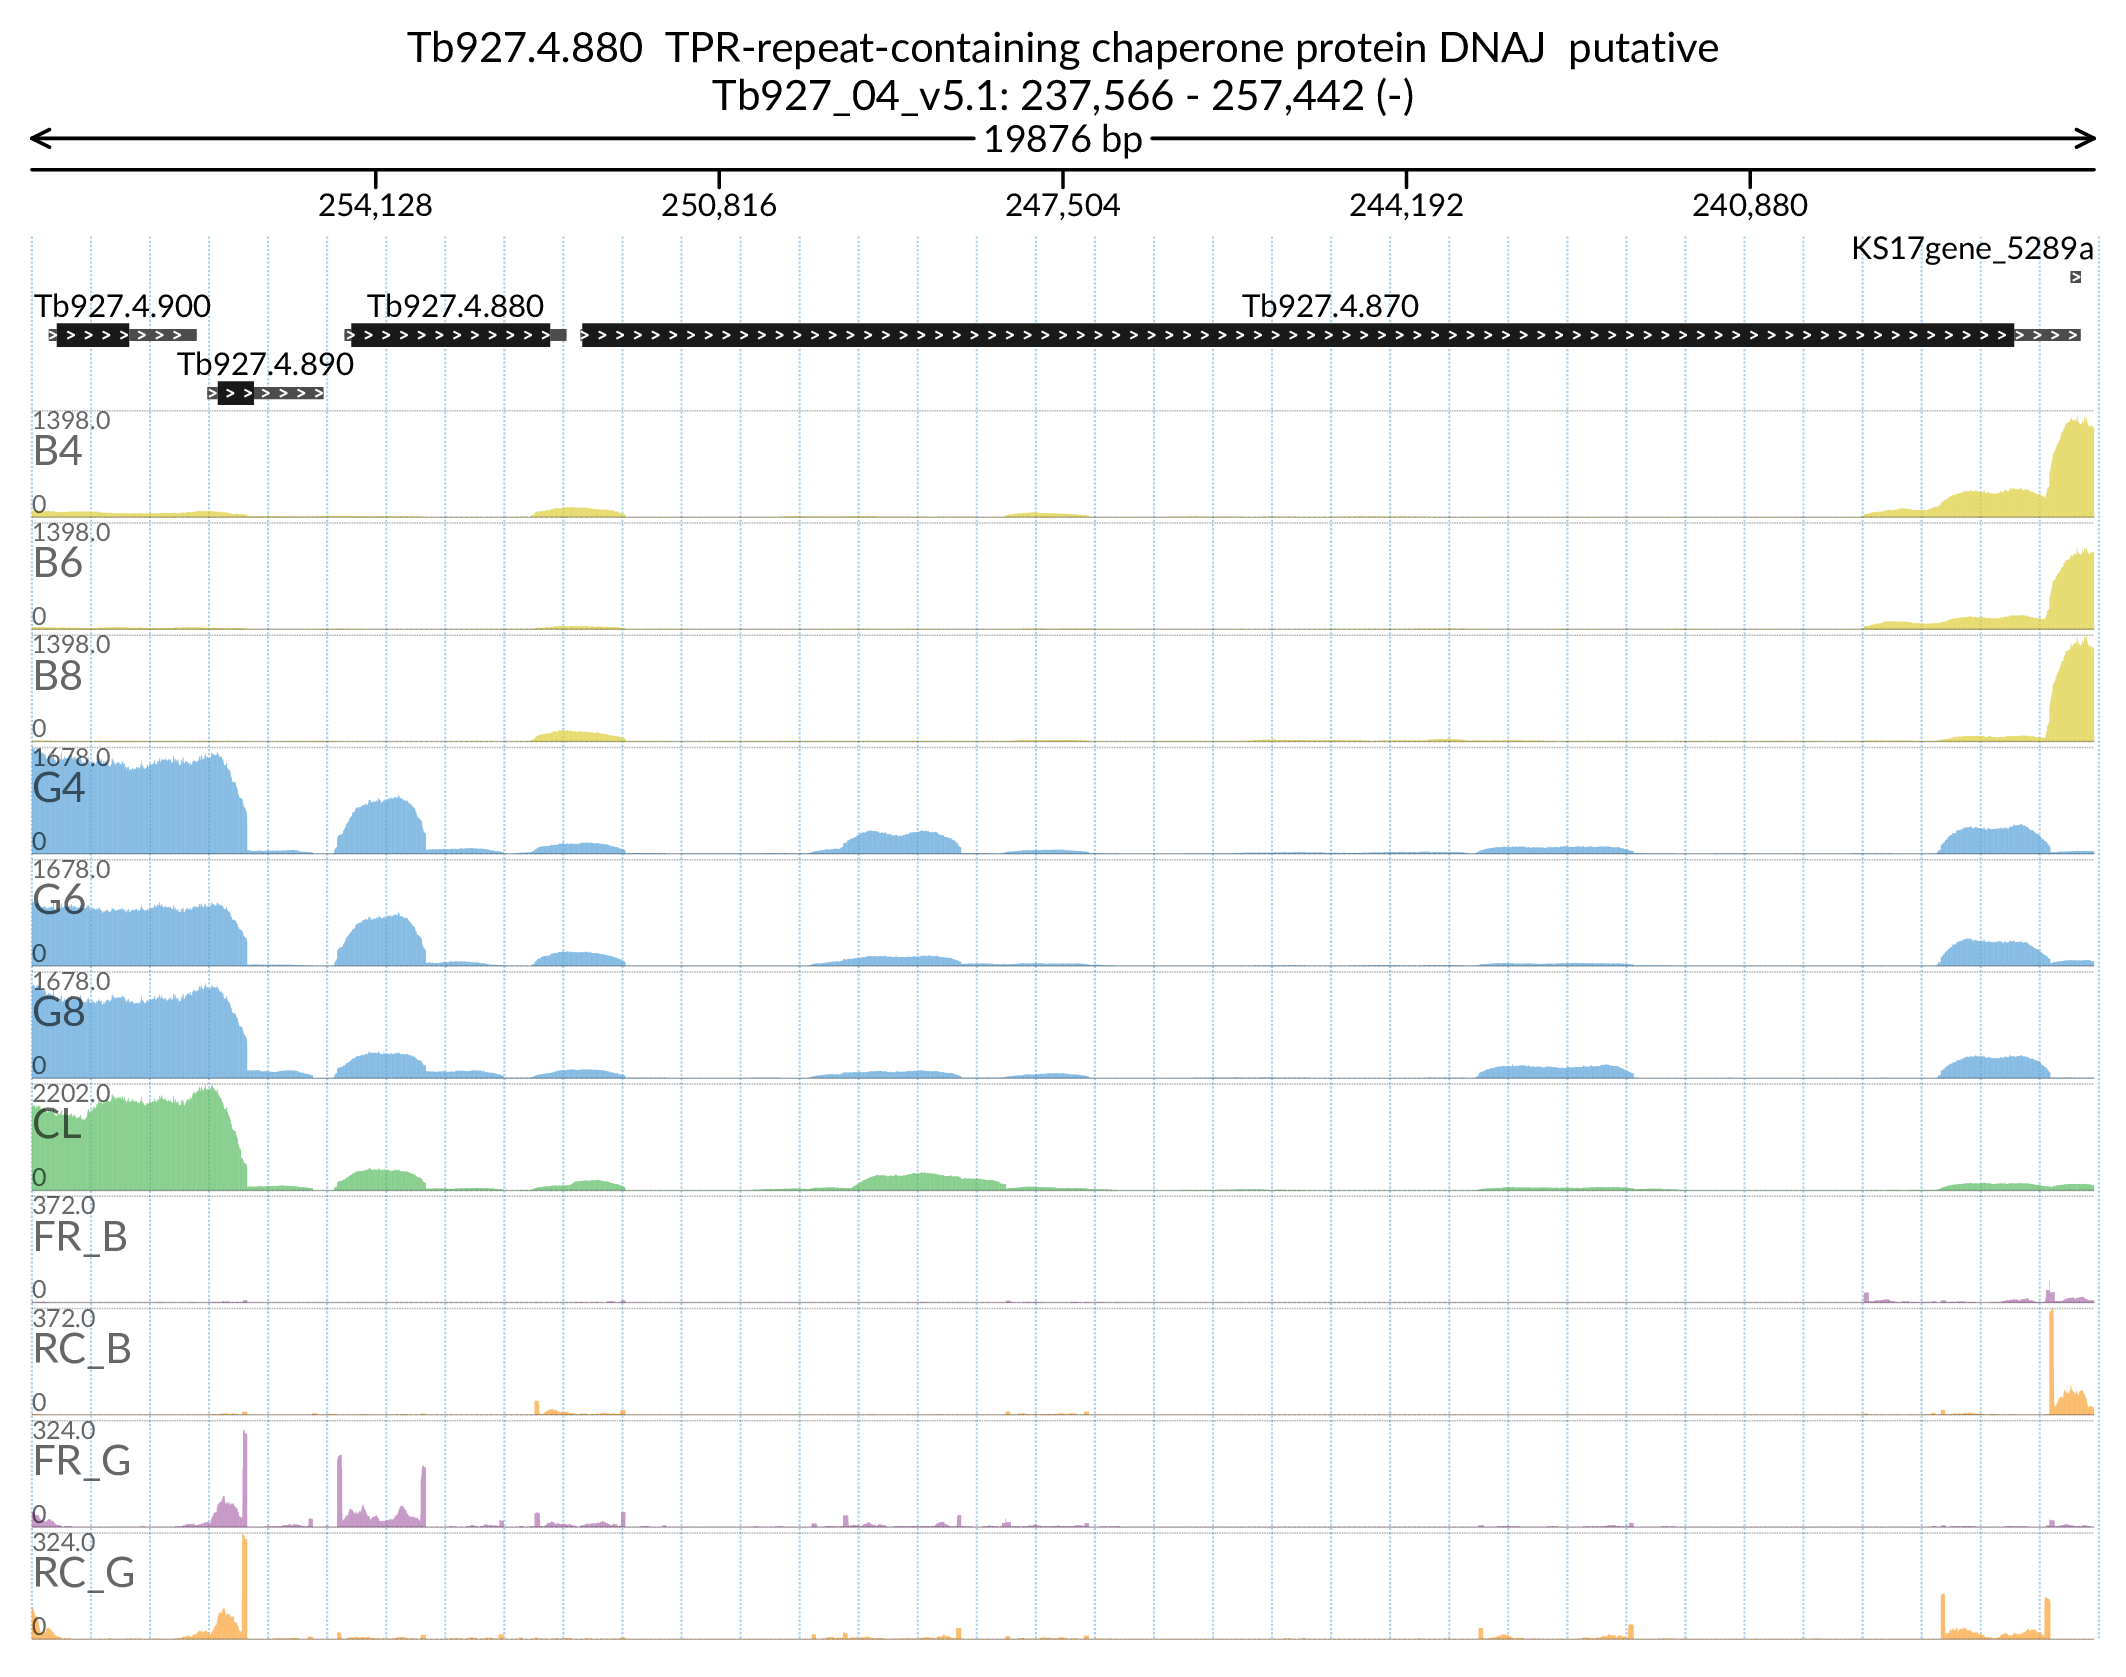 Tb927.4.880  TPR-repeat-containing chaperone protein DNAJ  putative
Tb927_04_v5.1: 237,566 - 257,442 (-)
19876 bp
254,128 250,816 247,504 244,192 240,880
KS17gene_5289a
Tb927.4.900 Tb927.4.880 Tb927.4.870
Tb927.4.890
1398.0
B4
0
1398.0
B6
0
1398.0
B8
0
1678.0
G4
0
1678.0
G6
0
1678.0
G8
0
2202.0
CL
0
372.0
FR_B
0
372.0
RC_B
0
324.0
FR_G
0
324.0
RC_G
0